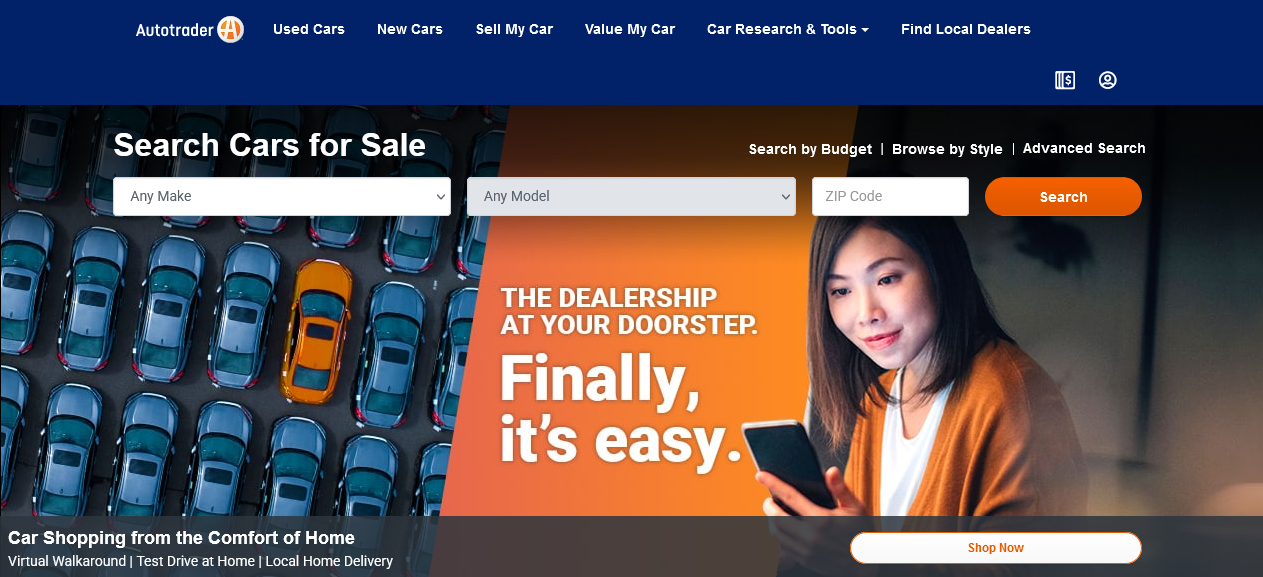 Autotrader
Used Cars
New Cars
Sell My Car
Value My Car
Car Research & Tools
Find Local Dealers
Search Cars for Sale
Search by Budget | Browse by Style | Advanced Search
Any Make
Any Model
ZIP Code
Search
THE DEALERSHIP
AT YOUR DOORSTEP.
Finally,
it's easy.
Car Shopping from the Comfort of Home
Virtual Walkaround | Test Drive at Home | Local Home Delivery
Shop Now